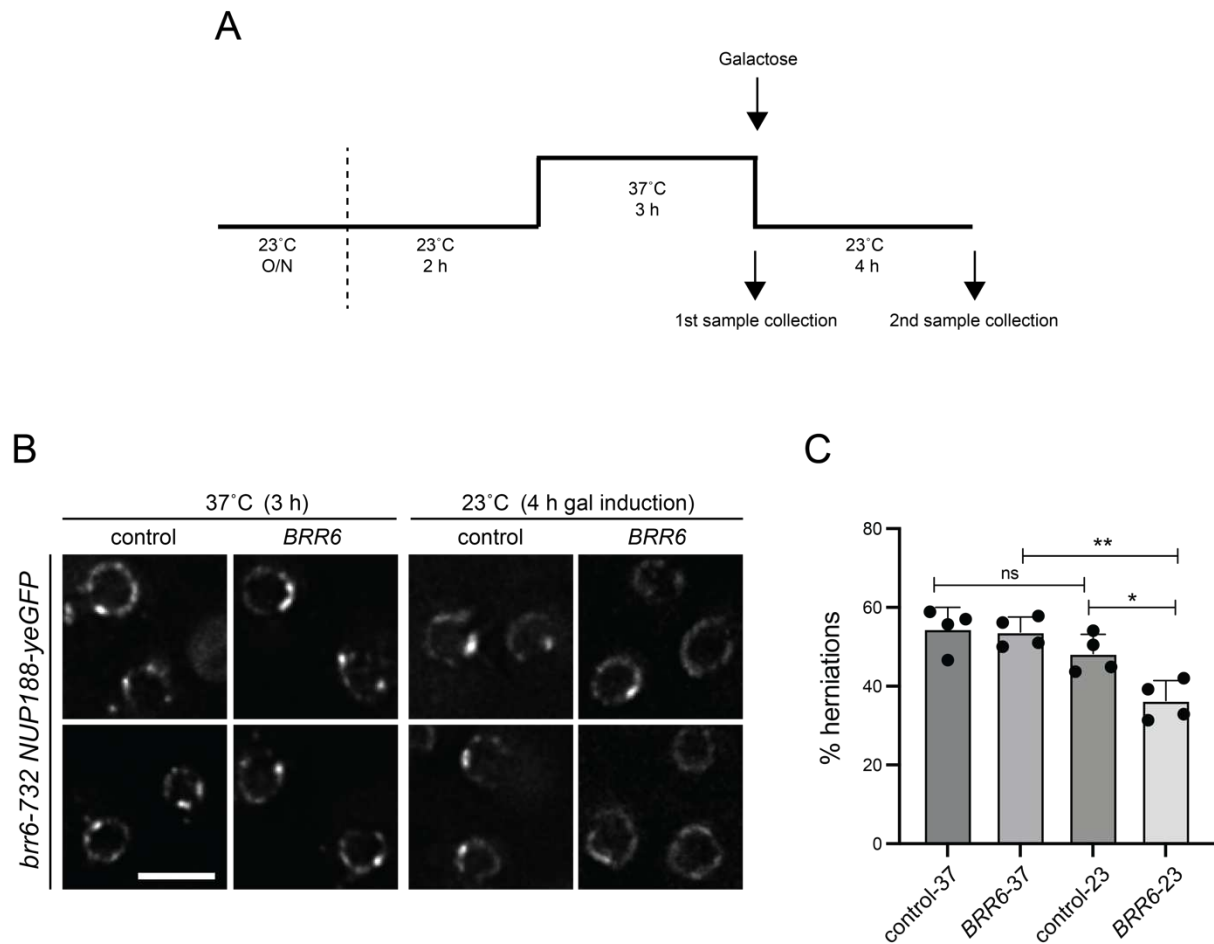 A
Galactose
37˚C
3 h
23˚C
O/N
23˚C
2 h
23˚C
4 h
1st sample collection
2nd sample collection
B
37˚C (3 h)
23˚C (4 h gal induction)
control
BRR6
control
BRR6
brr6-732 NUP188-yeGFP
C
% herniations
80
60
40
20
0
**
ns
*
control-37
BRR6-37
control-23
BRR6-23